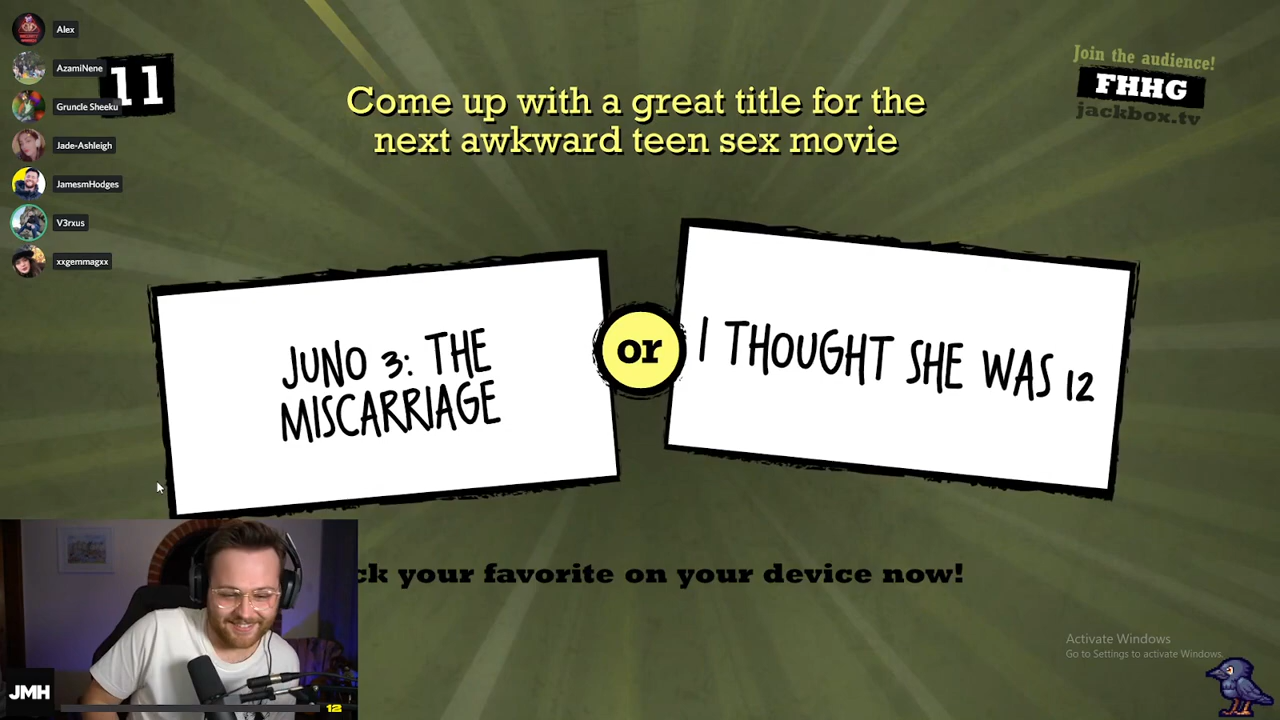 Alex
AzamiNene
11
Gruncle Sheeku
Jade-Ashleigh
JamesmHodges
V3rxus
xxgemmagxx
Come up with a great title for the
next awkward teen sex movie
Join the audience!
FHHG
jackbox.tv
JUNO 3: THE
MISCARRIAGE
or
I THOUGHT SHE WAS 12
ck your favorite on your device now!
Activate Windows
Go to Settings to activate Windows.
JMH
12